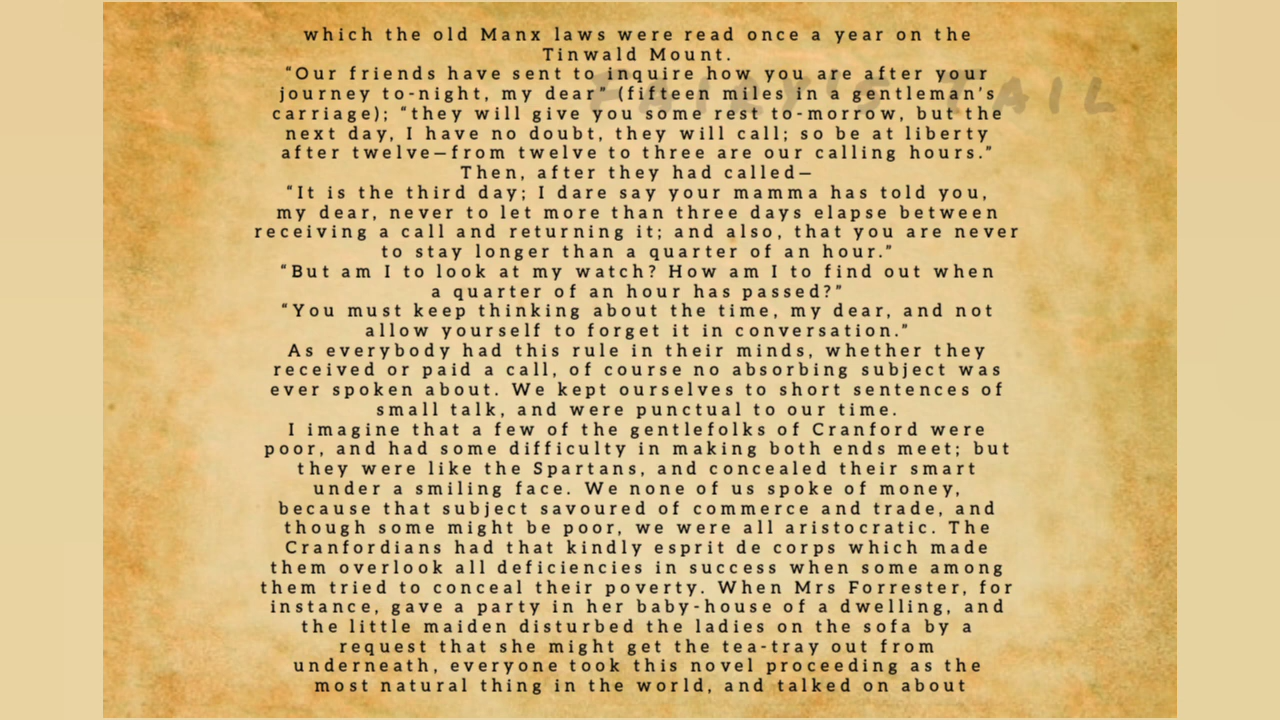 which the old Manx laws were read once a year on the
Tinwald Mount.
“Our friends have sent to inquire how you are after your
journey to-night, my dear” (fifteen miles in a gentleman’s
carriage); “they will give you some rest to-morrow, but the
next day, I have no doubt, they will call; so be at liberty
after twelve—from twelve to three are our calling hours.”
Then, after they had called—
“It is the third day; I dare say your mamma has told you,
my dear, never to let more than three days elapse between
receiving a call and returning it; and also, that you are never
to stay longer than a quarter of an hour.”
“But am I to look at my watch? How am I to find out when
a quarter of an hour has passed?”
“You must keep thinking about the time, my dear, and not
allow yourself to forget it in conversation.”
As everybody had this rule in their minds, whether they
received or paid a call, of course no absorbing subject was
ever spoken about. We kept ourselves to short sentences of
small talk, and were punctual to our time.
I imagine that a few of the gentlefolks of Cranford were
poor, and had some difficulty in making both ends meet; but
they were like the Spartans, and concealed their smart
under a smiling face. We none of us spoke of money,
because that subject savoured of commerce and trade, and
though some might be poor, we were all aristocratic. The
Cranfordians had that kindly esprit de corps which made
them overlook all deficiencies in success when some among
them tried to conceal their poverty. When Mrs Forrester, for
instance, gave a party in her baby-house of a dwelling, and
the little maiden disturbed the ladies on the sofa by a
request that she might get the tea-tray out from
underneath, everyone took this novel proceeding as the
most natural thing in the world, and talked on about